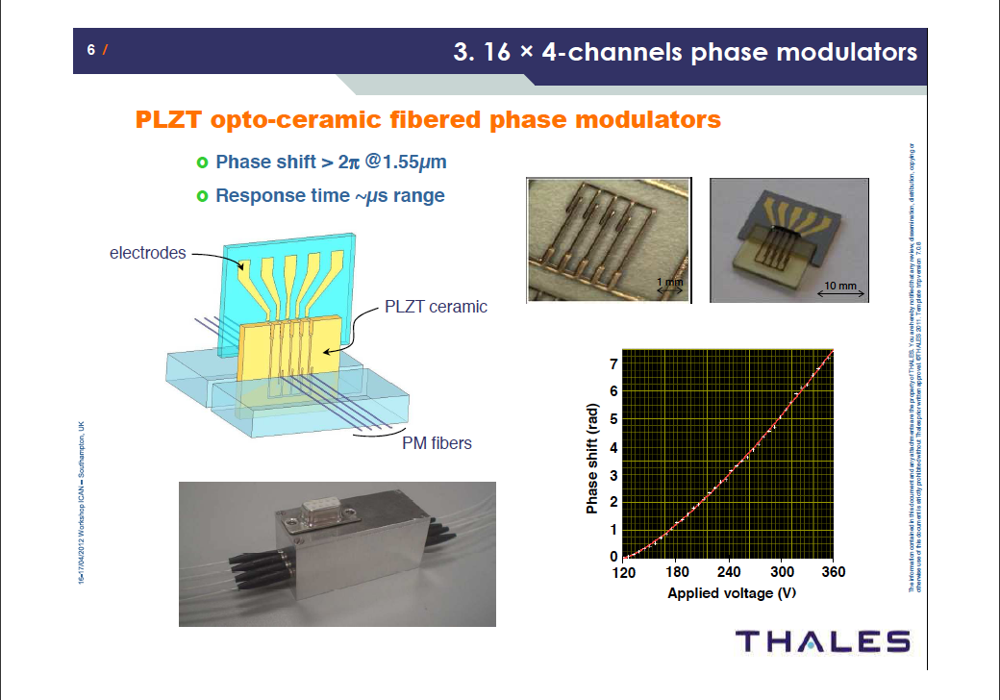 6 /
3. 16 × 4-channels phase modulators
PLZT opto-ceramic fibered phase modulators
Phase shift > 2π @1.55µm
Response time ~µs range
electrodes
PLZT ceramic
PM fibers
1 mm
10 mm
Phase shift (rad)
7
6
5
4
3
2
1
0
120 180 240 300 360
Applied voltage (V)
THALES
16-17/04/2012 Workshop ICAN – Southampton, UK
The information contained in this document and any attachments are the property of THALES. You are hereby notified that any review, dissemination, distribution, copying or
otherwise use of this document is strictly prohibited without Thales prior written approval. ©THALES 2011. Template trtp version 7.0.8